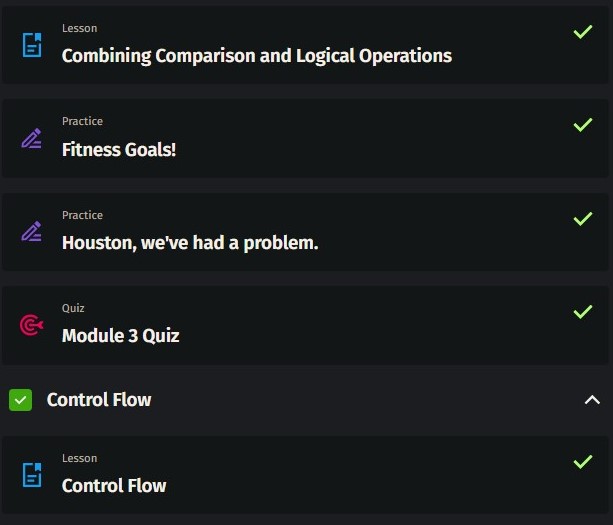 Lesson
Combining Comparison and Logical Operations
Practice
Fitness Goals!
Practice
Houston, we've had a problem.
Quiz
Module 3 Quiz
Control Flow
Lesson
Control Flow